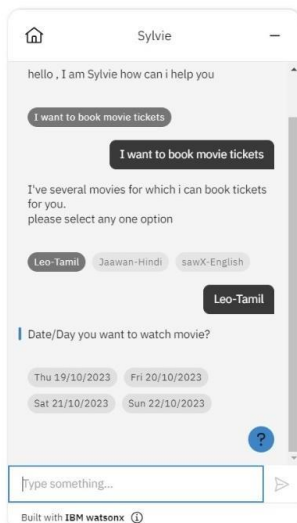 Sylvie
hello , I am Sylvie how can i help you
I want to book movie tickets
I want to book movie tickets
I've several movies for which i can book tickets
for you.
please select any one option
Leo-Tamil Jaawan-Hindi sawX-English
Leo-Tamil
Date/Day you want to watch movie?
Thu 19/10/2023 Fri 20/10/2023
Sat 21/10/2023 Sun 22/10/2023
?
Type something...
Built with IBM watsonx i